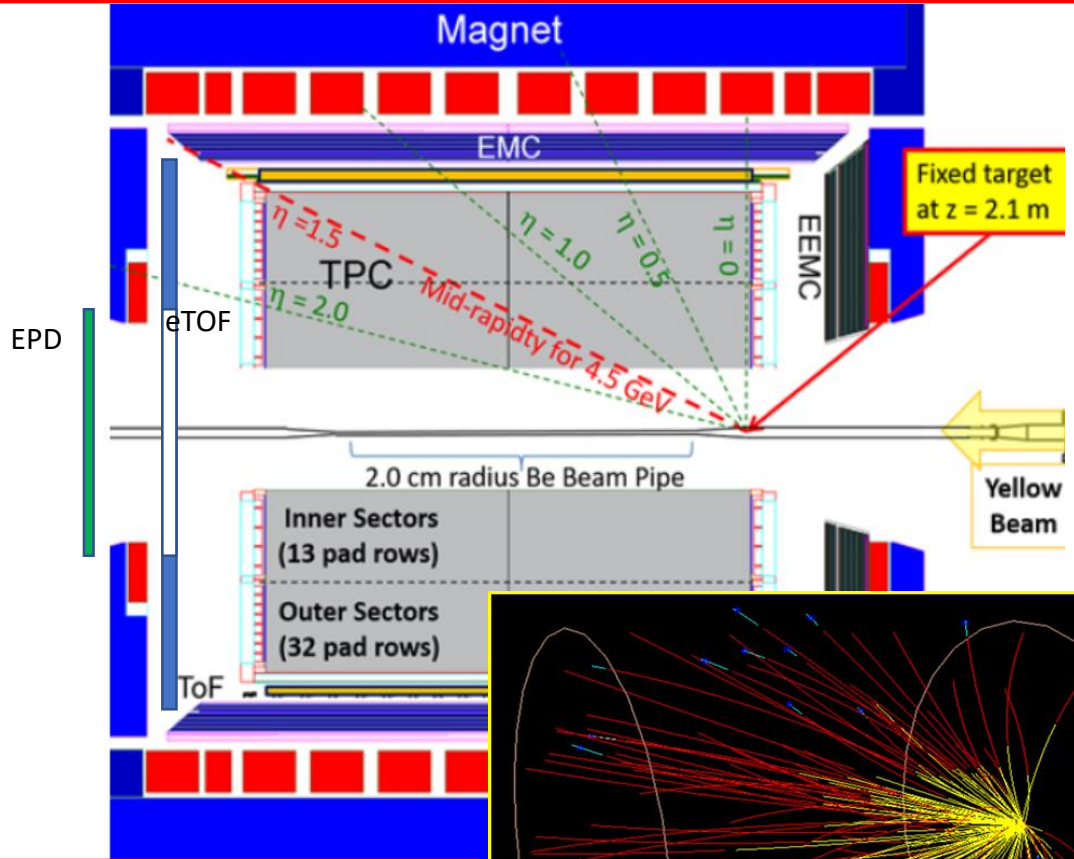 Magnet
EMC
Fixed target
at z = 2.1 m
η =1.5
η = 1.0
η = 0.5
η = 0
EEMC
TPC
η = 2.0
Mid-rapidty for 4.5 GeV
eTOF
EPD
2.0 cm radius Be Beam Pipe
Yellow
Beam
Inner Sectors
(13 pad rows)
Outer Sectors
(32 pad rows)
ToF